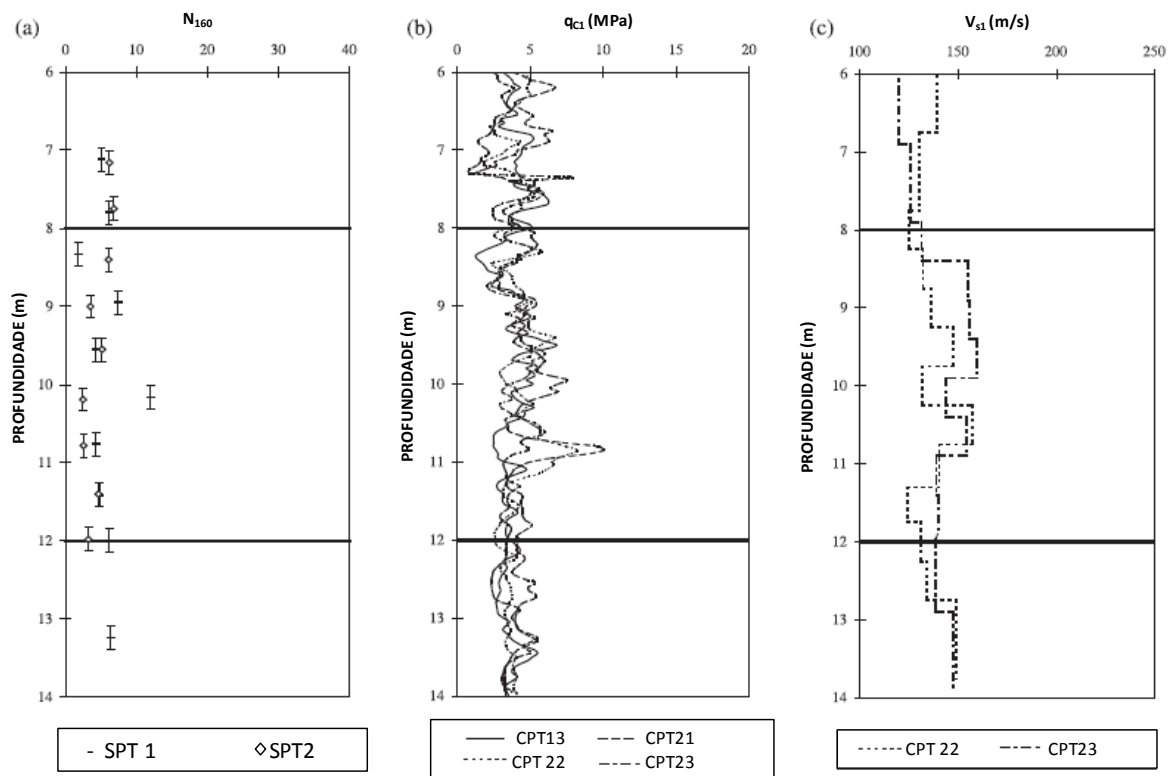 (a)
N160
0 10 20 30 40
PROFUNDIDADE (m)
6
7
8
9
10
11
12
13
14
- SPT 1 ◇SPT2
(b)
qC1 (MPa)
0 5 10 15 20
PROFUNDIDADE (m)
6
7
8
9
10
11
12
13
14
CPT13 CPT21
CPT 22 CPT23
(c)
Vs1 (m/s)
100 150 200 250
PROFUNDIDADE (m)
6
7
8
9
10
11
12
13
14
CPT 22 CPT23